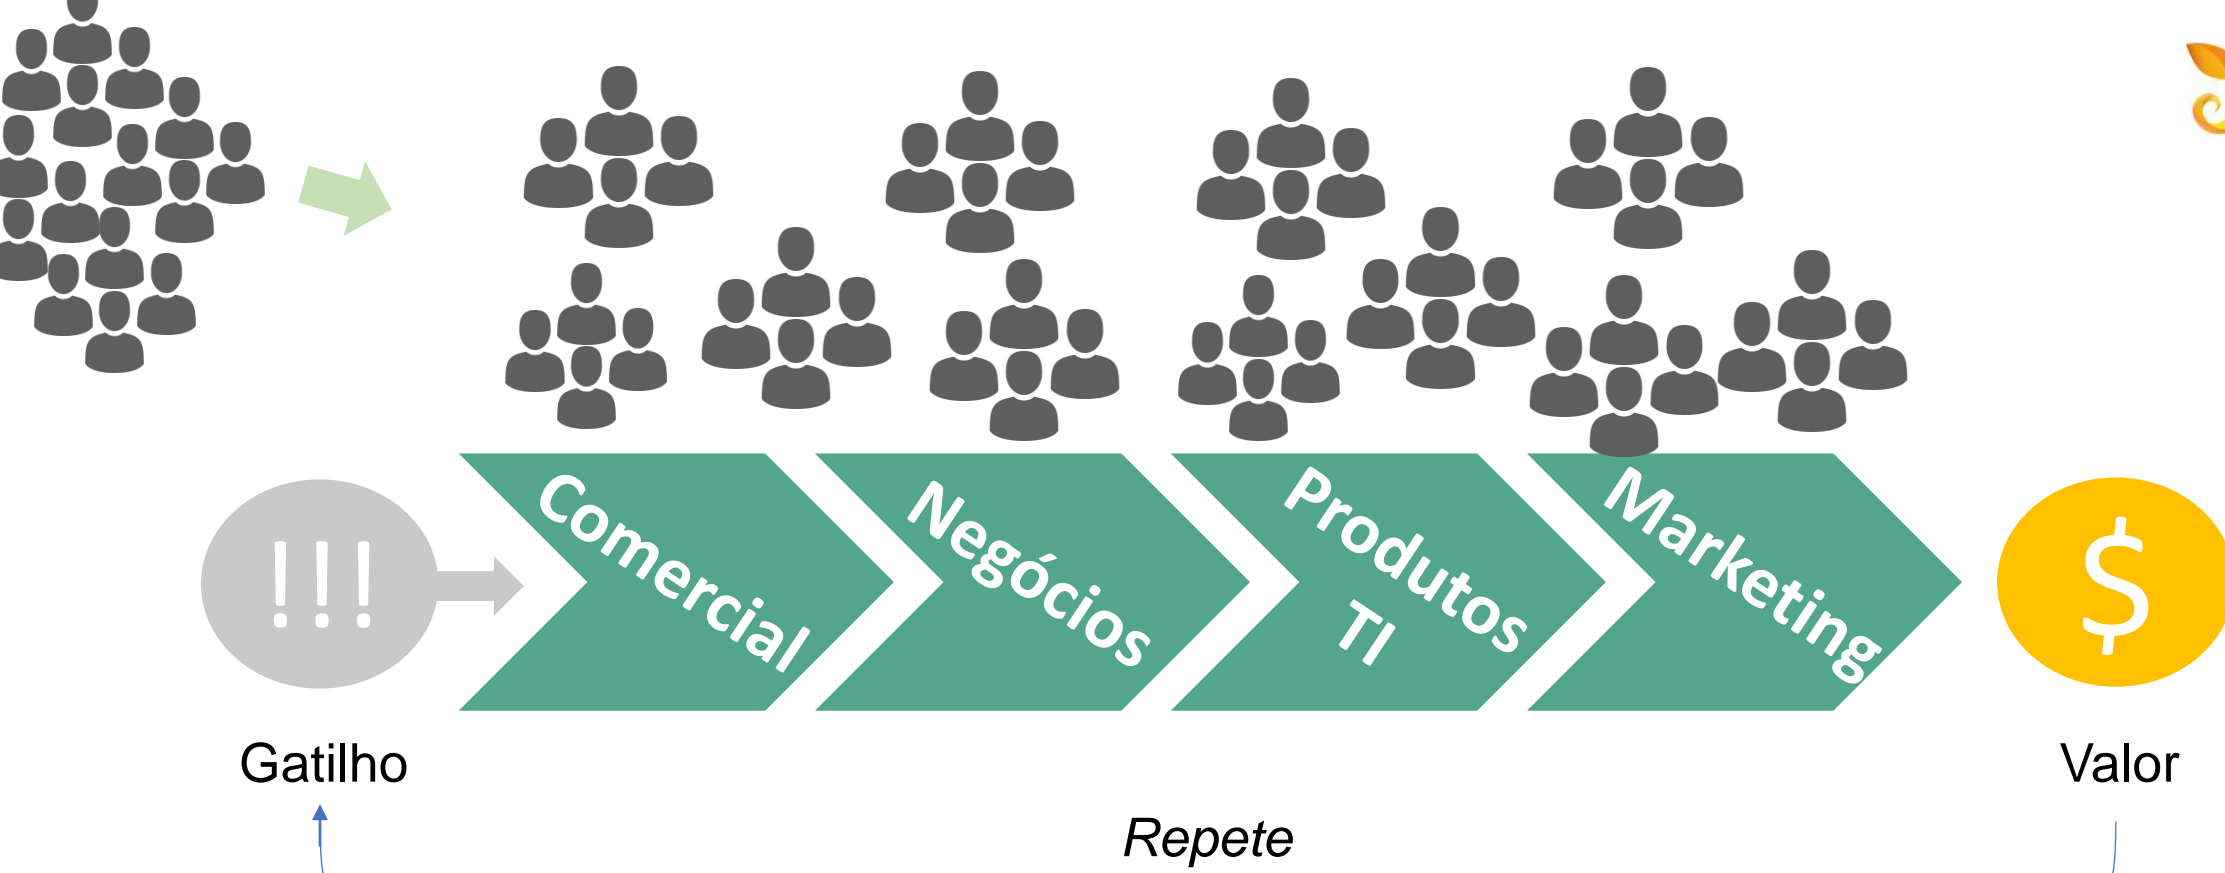 !!!
Comercial
Negócios
Produtos
TI
Marketing
$
Gatilho
Valor
Repete